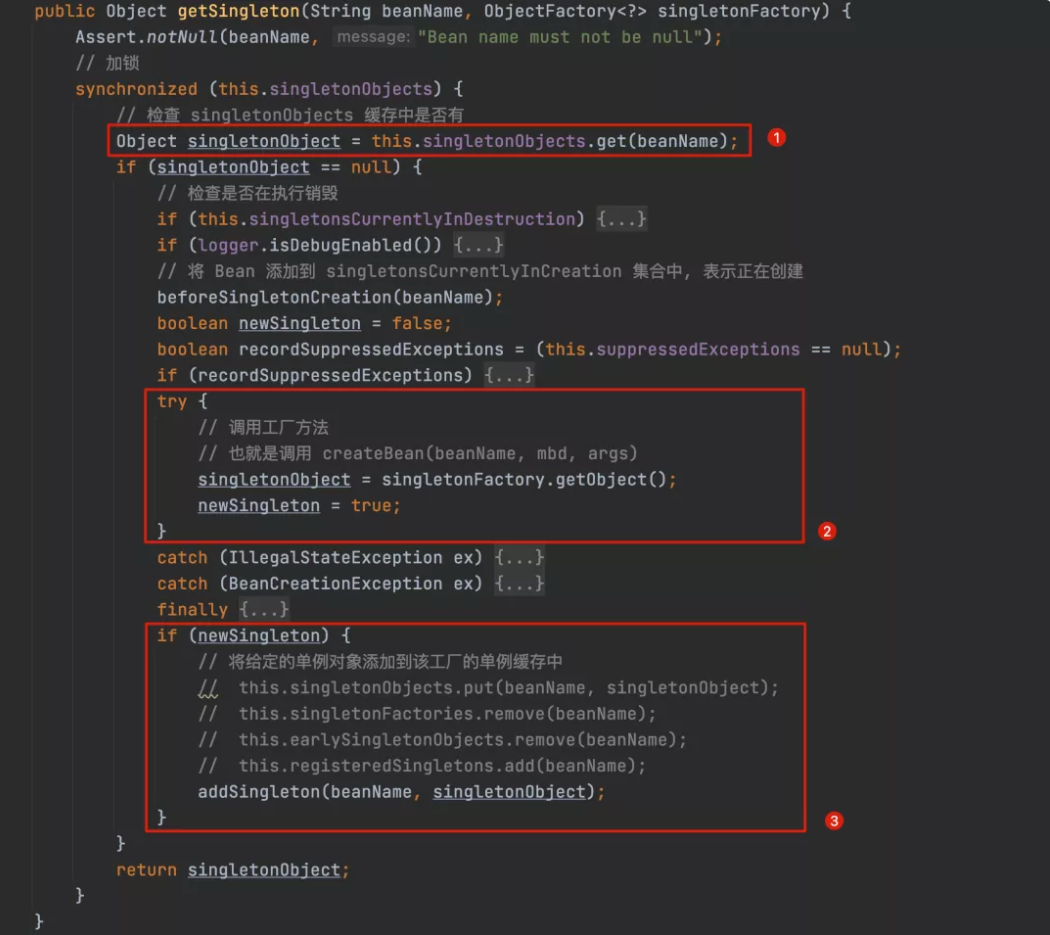 public Object getSingleton(String beanName, ObjectFactory<?> singletonFactory) {
Assert.notNull(beanName, message: "Bean name must not be null");
// 加锁
synchronized (this.singletonObjects) {
// 检查 singletonObjects 缓存中是否有
Object singletonObject = this.singletonObjects.get(beanName); 1
if (singletonObject == null) {
// 检查是否在执行销毁
if (this.singletonsCurrentlyInDestruction) {...}
if (logger.isDebugEnabled()) {...}
// 将 Bean 添加到 singletonsCurrentlyInCreation 集合中, 表示正在创建
beforeSingletonCreation(beanName);
boolean newSingleton = false;
boolean recordSuppressedExceptions = (this.suppressedExceptions == null);
if (recordSuppressedExceptions) {...}
try {
// 调用工厂方法
// 也就是调用 createBean(beanName, mbd, args)
singletonObject = singletonFactory.getObject();
newSingleton = true;
} 2
catch (IllegalStateException ex) {...}
catch (BeanCreationException ex) {...}
finally {...}
if (newSingleton) {
// 将给定的单例对象添加到该工厂的单例缓存中
// this.singletonObjects.put(beanName, singletonObject);
// this.singletonFactories.remove(beanName);
// this.earlySingletonObjects.remove(beanName);
// this.registeredSingletons.add(beanName);
addSingleton(beanName, singletonObject);
} 3
}
return singletonObject;
}
}